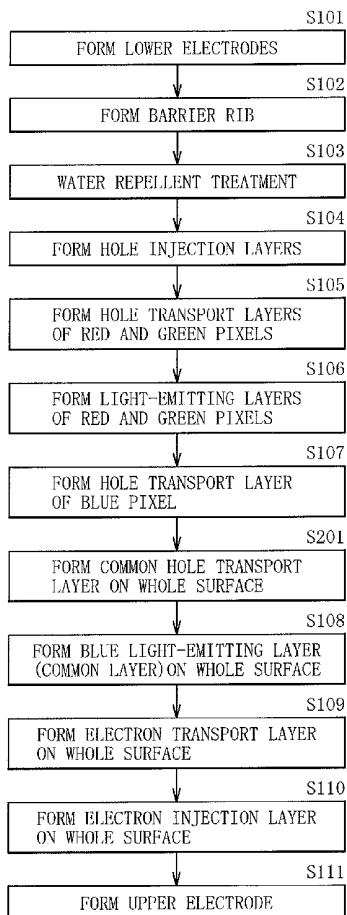 S101
FORM LOWER ELECTRODES
S102
FORM BARRIER RIB
S103
WATER REPELLENT TREATMENT
S104
FORM HOLE INJECTION LAYERS
S105
FORM HOLE TRANSPORT LAYERS
OF RED AND GREEN PIXELS
S106
FORM LIGHT-EMITTING LAYERS
OF RED AND GREEN PIXELS
S107
FORM HOLE TRANSPORT LAYER
OF BLUE PIXEL
S201
FORM COMMON HOLE TRANSPORT
LAYER ON WHOLE SURFACE
S108
FORM BLUE LIGHT-EMITTING LAYER
(COMMON LAYER) ON WHOLE SURFACE
S109
FORM ELECTRON TRANSPORT LAYER
ON WHOLE SURFACE
S110
FORM ELECTRON INJECTION LAYER
ON WHOLE SURFACE
S111
FORM UPPER ELECTRODE